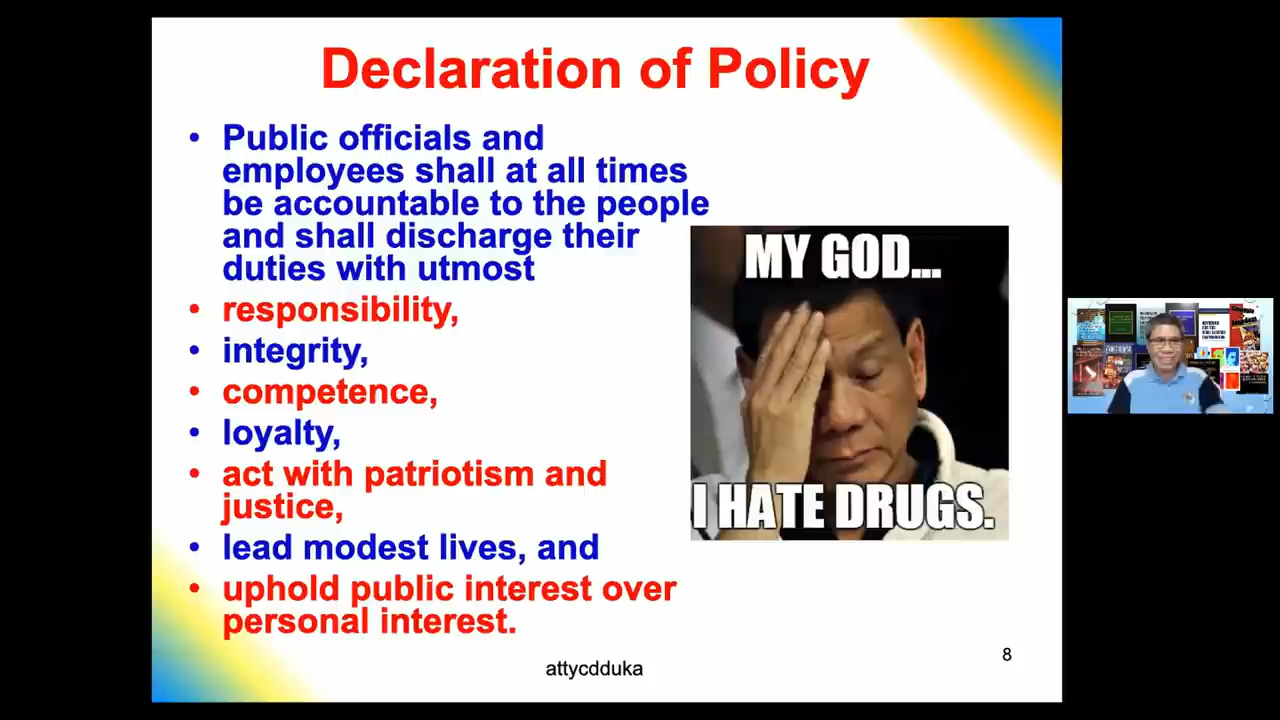 Declaration of Policy
• Public officials and
employees shall at all times
be accountable to the people
and shall discharge their
duties with utmost
• responsibility,
• integrity,
• competence,
• loyalty,
• act with patriotism and
justice,
• lead modest lives, and
• uphold public interest over
personal interest.
MY GOD...
I HATE DRUGS.
attycdduka
8